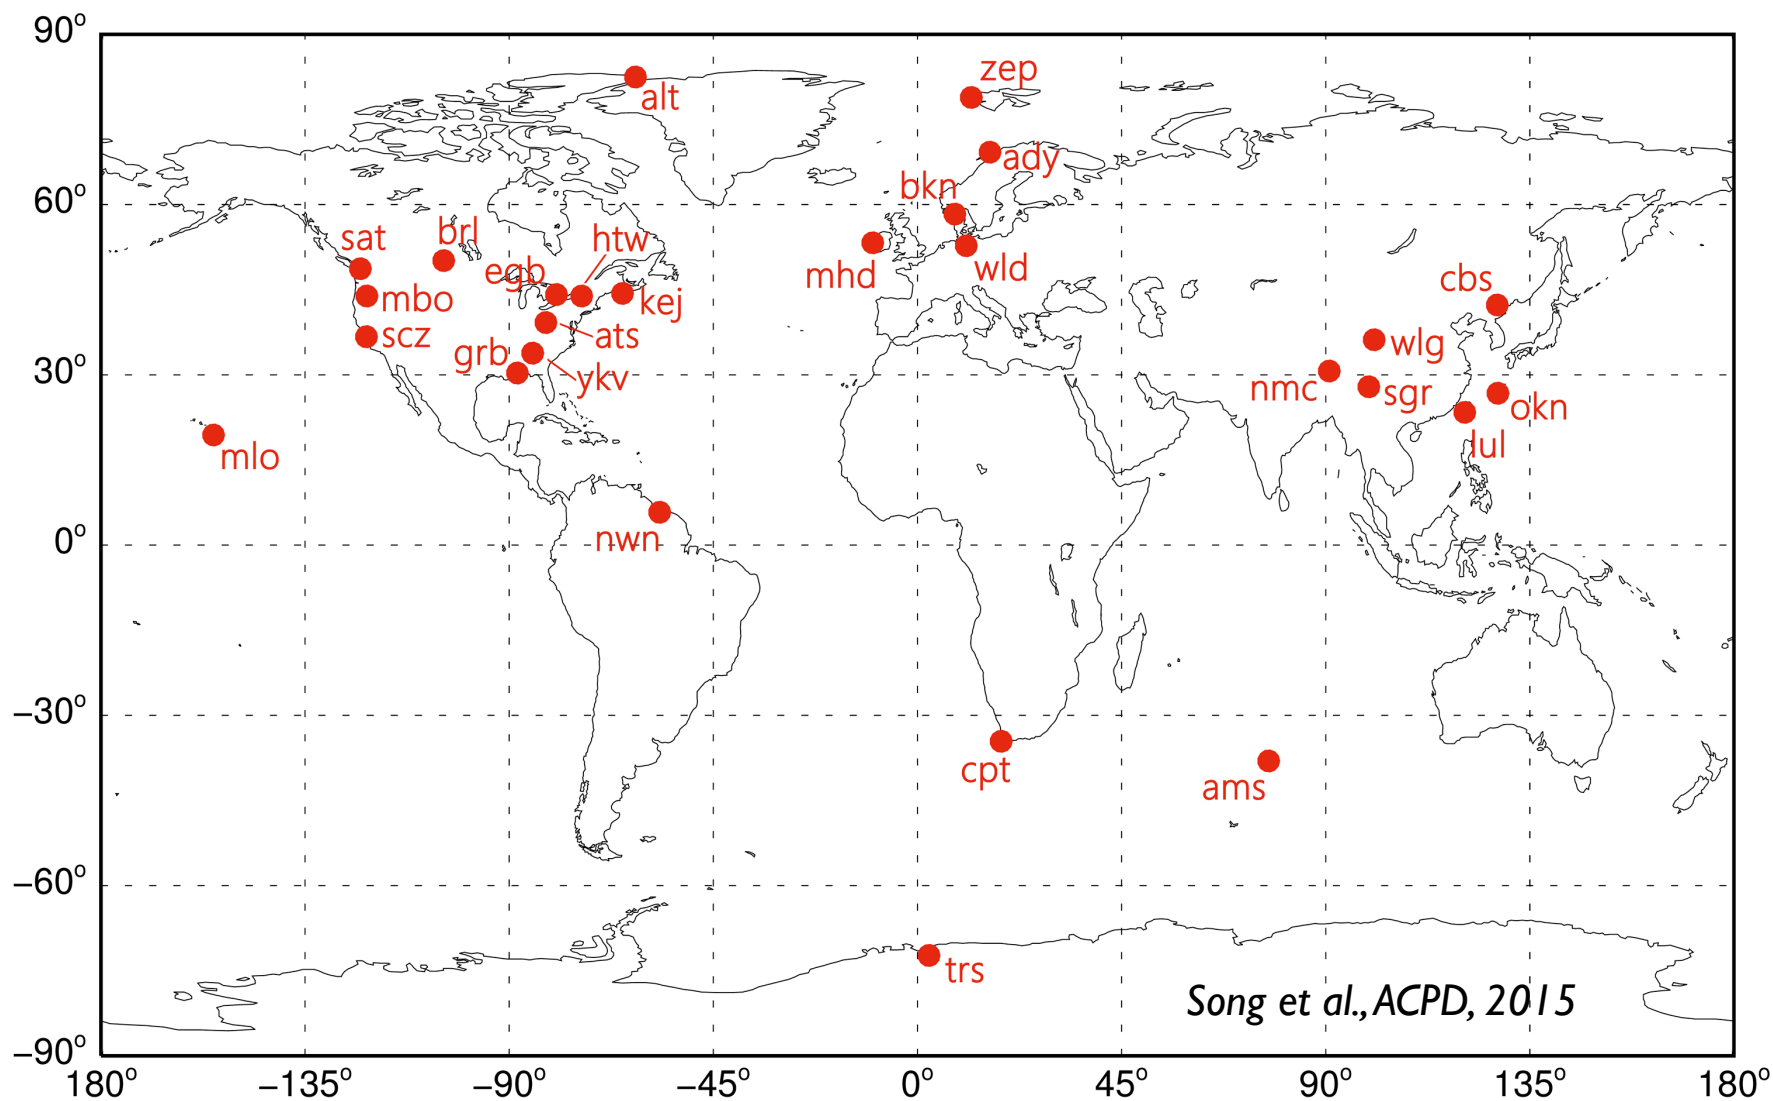 90°
zep
alt
ady
bkn
60°
sat
brl
htw
egb
mhd
wld
cbs
mbo
kej
scz
ats
wlg
grb
ykv
30°
nmc
sgr
okn
lul
mlo
nwn
0°
−30°
cpt
ams
−60°
trs
Song et al., ACPD, 2015
−90°
180° −135° −90° −45° 0° 45° 90° 135° 180°